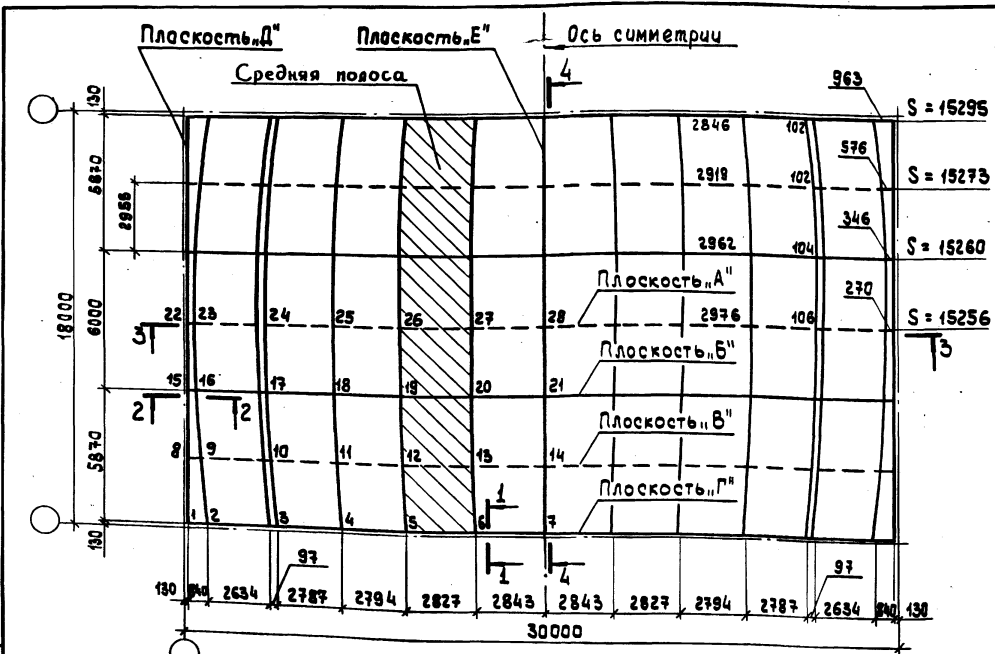 Плоскость „Д"
Плоскость „Е"
Ось симметрии
Средняя полоса
4
963
S = 15295
130
2846
102
576
S = 15273
5870
2918
102
2955
346
S = 15260
2962
104
Плоскость „А"
270
22 23 24 25 26 27 28
2976
106
S = 15256
3
3
18000
6000
Плоскость „Б"
15 16 17 18 19 20 21
2
2
Плоскость „В"
8 9 10 11 12 13 14
5870
Плоскость „Г"
1
1 2 3 4 5 6 7
130
97
1
4
97
130 840 2634 2787 2794 2827 2843 2843 2827 2794 2787 2634 840 130
30000